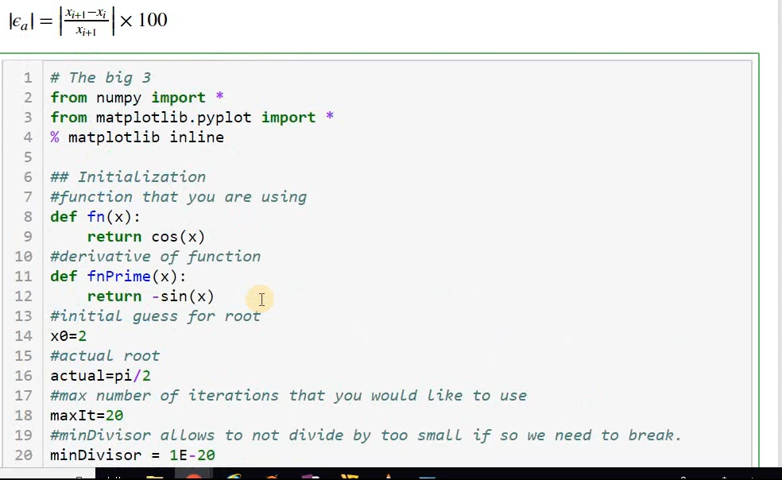 |ϵₐ| = |xᵢ₊₁−xᵢ / xᵢ₊₁| × 100
1 # The big 3
2 from numpy import *
3 from matplotlib.pyplot import *
4 % matplotlib inline
5
6 ## Initialization
7 #function that you are using
8 def fn(x):
9     return cos(x)
10 #derivative of function
11 def fnPrime(x):
12     return -sin(x)
13 #initial guess for root
14 x0=2
15 #actual root
16 actual=pi/2
17 #max number of iterations that you would like to use
18 maxIt=20
19 #minDivisor allows to not divide by too small if so we need to break.
20 minDivisor = 1E-20